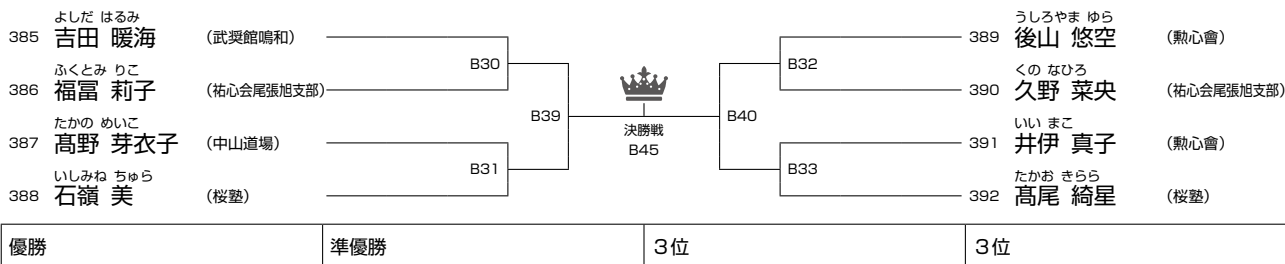 よしだ はるみ
385 吉田 暖海 （武奨館鳴和）
ふくとみ りこ
386 福冨 莉子 （祐心会尾張旭支部）
たかの めいこ
387 髙野 芽衣子 （中山道場）
いしみね ちゅら
388 石嶺 美 （桜塾）
B30
B31
B39
決勝戦
B45
B40
B32
B33
うしろやま ゆら
389 後山 悠空 （勲心會）
くの なひろ
390 久野 菜央 （祐心会尾張旭支部）
いい まこ
391 井伊 真子 （勲心會）
たかお きらら
392 髙尾 綺星 （桜塾）
優勝 準優勝 3位 3位